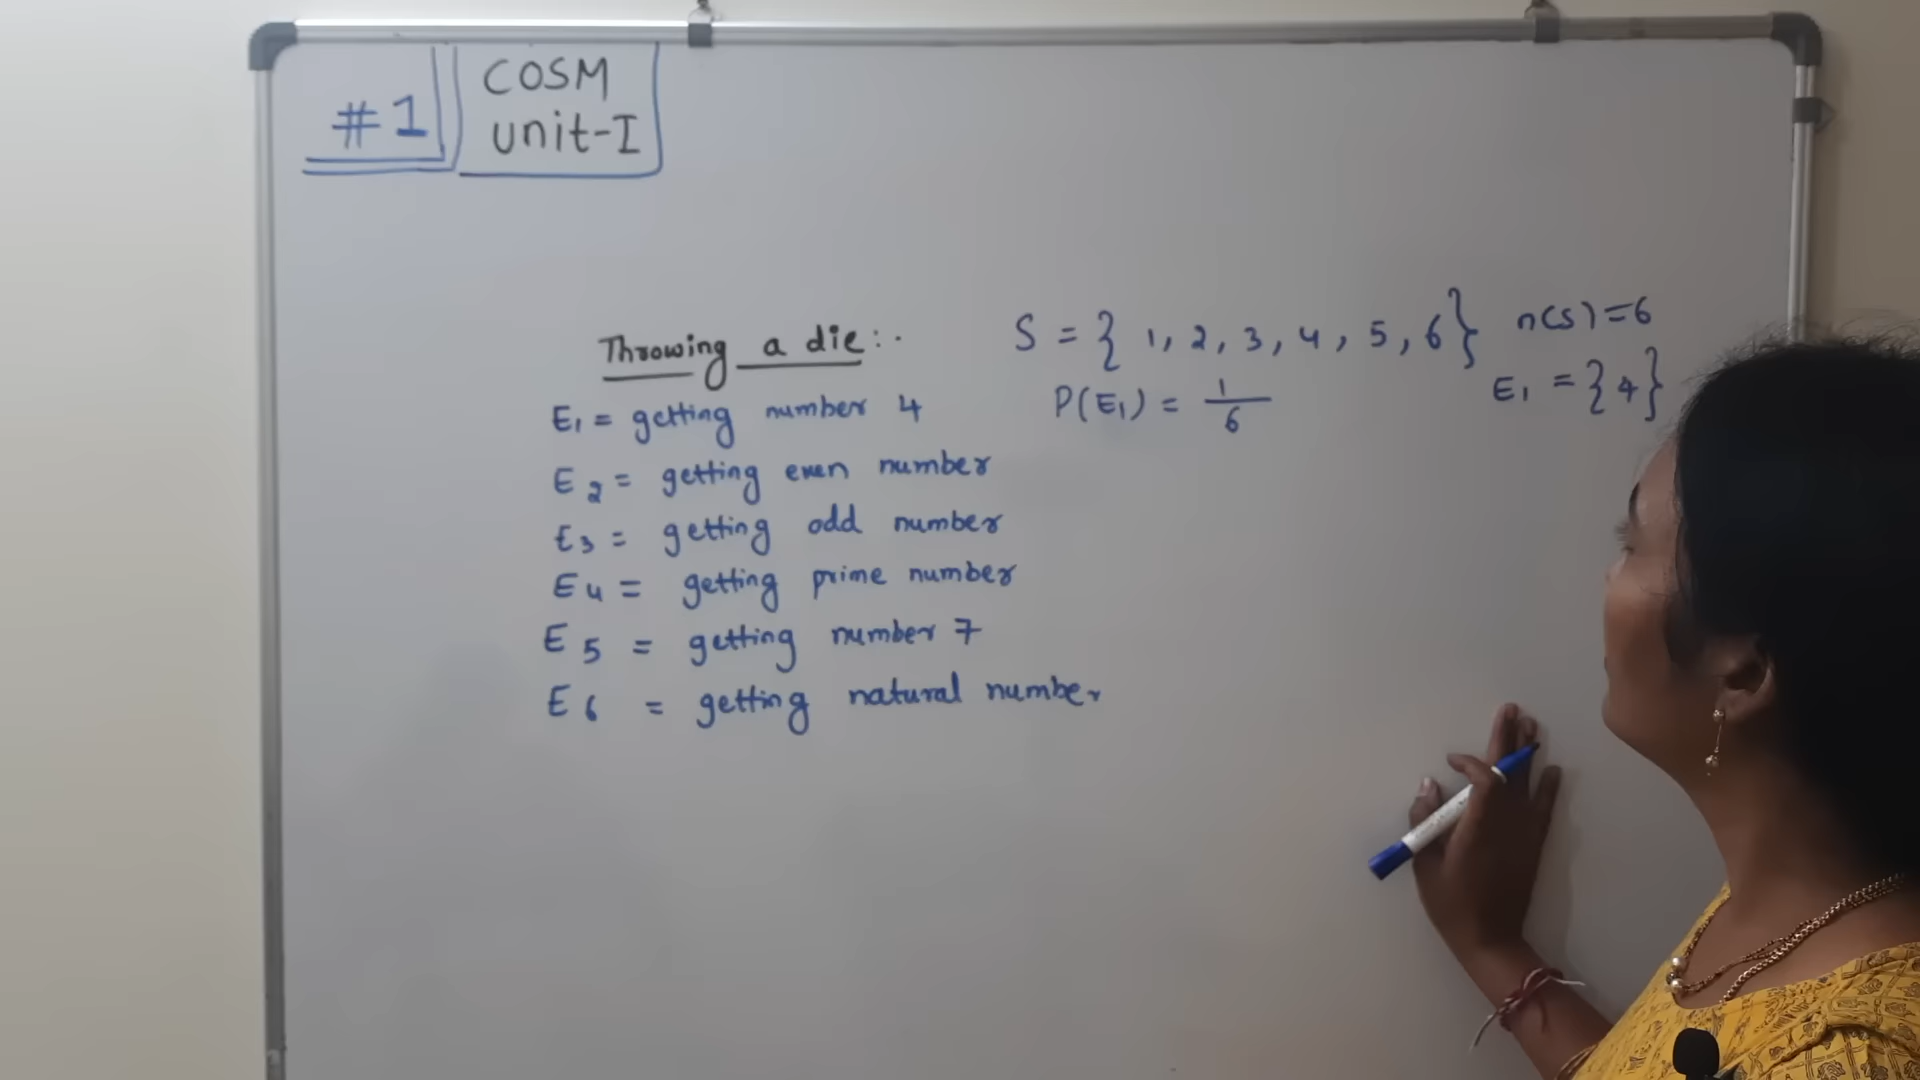 #1
COSM
unit-I
Throwing a die:-
S = { 1, 2, 3, 4, 5, 6} n(s)=6
E1 = getting number 4
P(E1) = 1/6
E1 = {4}
E2 = getting even number
E3 = getting odd number
E4 = getting prime number
E5 = getting number 7
E6 = getting natural number